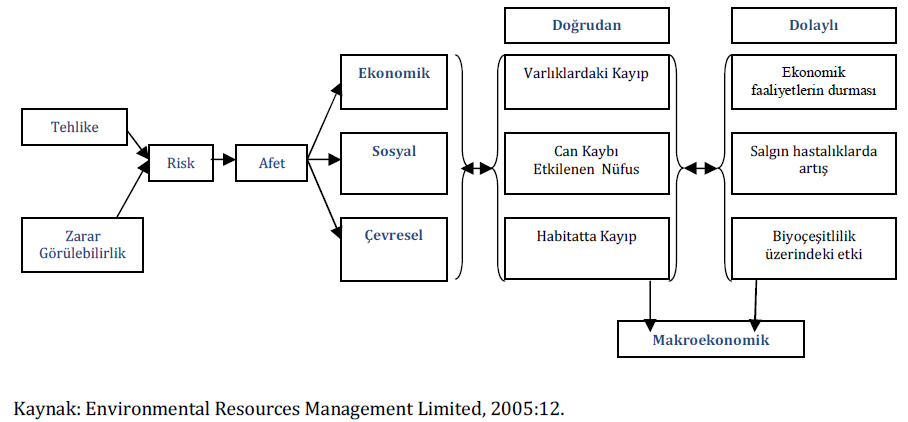 Doğrudan
Dolaylı
Tehlike
Zarar
Görülebilirlik
Risk
Afet
Ekonomik
Sosyal
Çevresel
Varlıklardaki Kayıp
Can Kaybı
Etkilenen Nüfus
Habitatta Kayıp
Ekonomik
faaliyetlerin durması
Salgın hastalıklarda
artış
Biyoçeşitlilik
üzerindeki etki
Makroekonomik
Kaynak: Environmental Resources Management Limited, 2005:12.